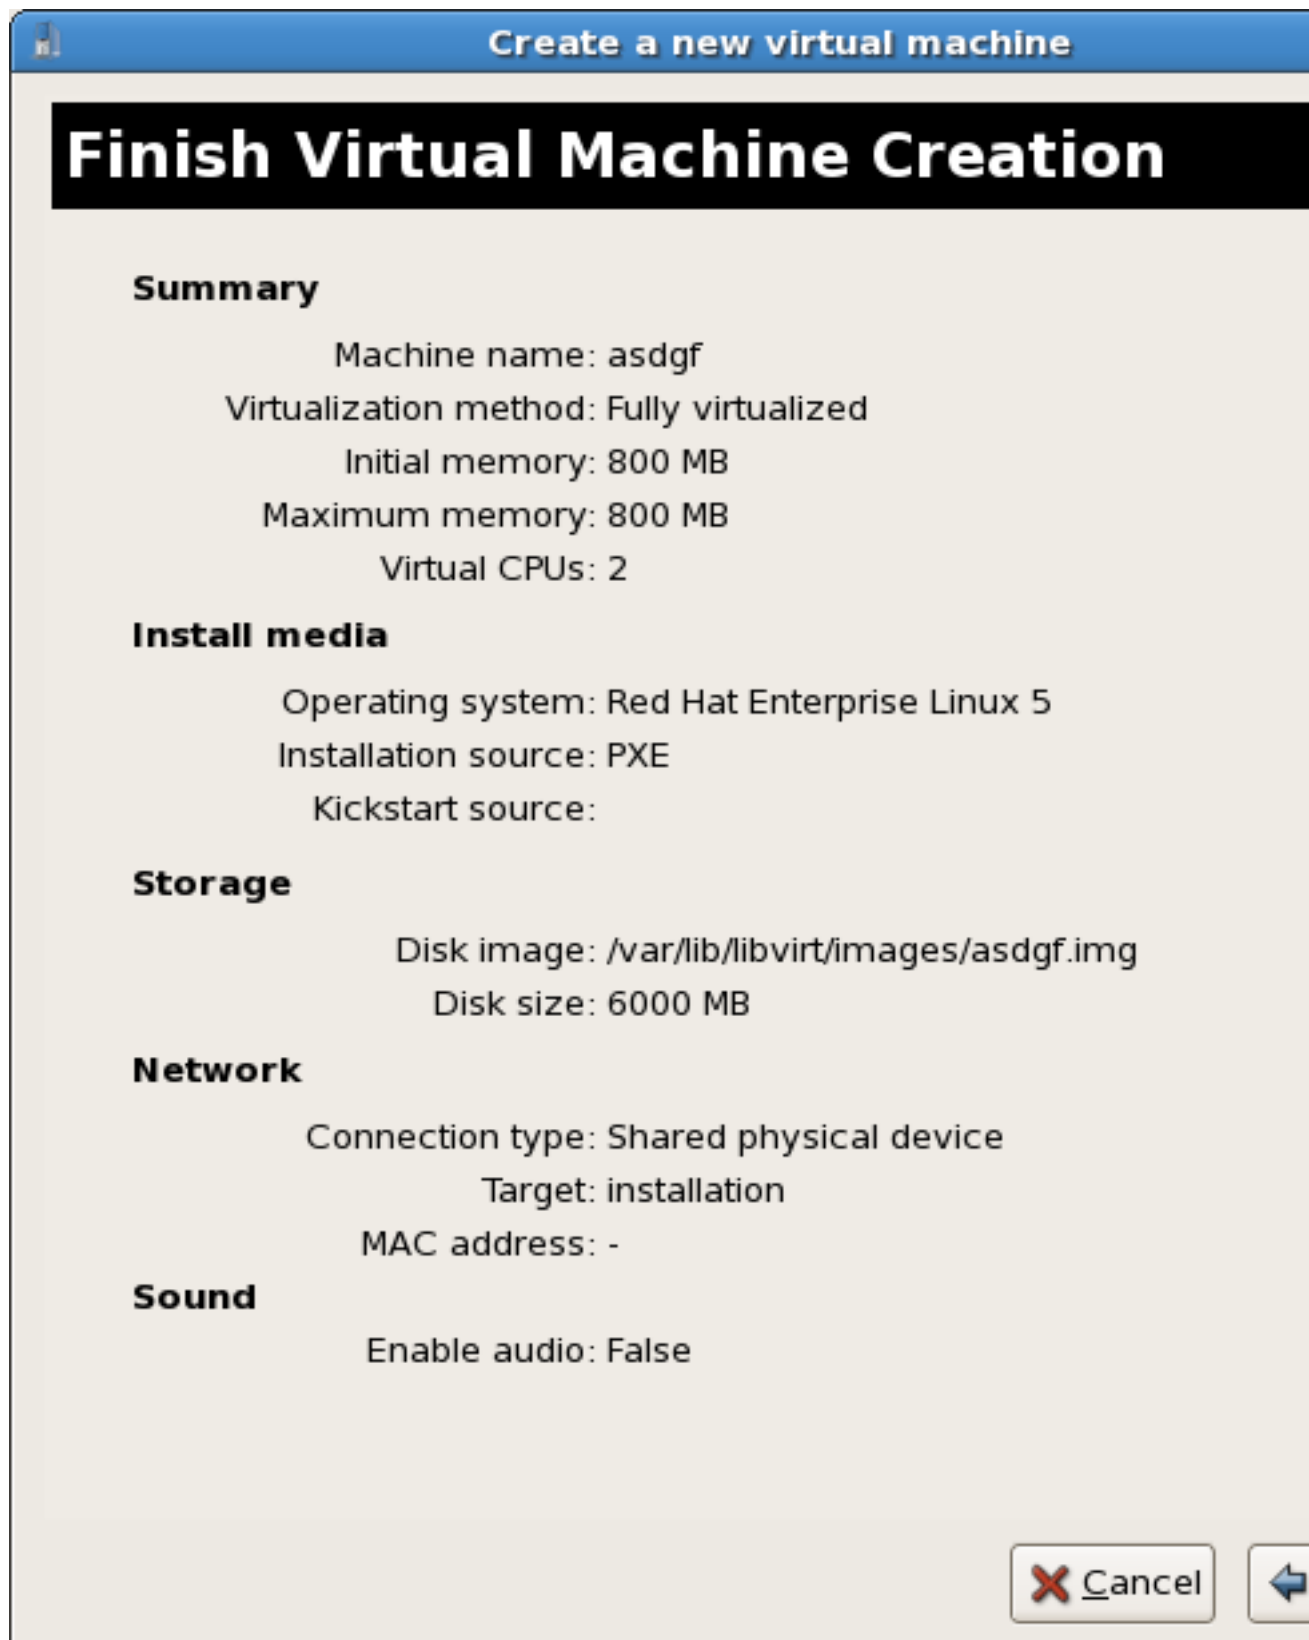 Create a new virtual machine
Finish Virtual Machine Creation
Summary
Machine name: asdgf
Virtualization method: Fully virtualized
Initial memory: 800 MB
Maximum memory: 800 MB
Virtual CPUs: 2
Install media
Operating system: Red Hat Enterprise Linux 5
Installation source: PXE
Kickstart source:
Storage
Disk image: /var/lib/libvirt/images/asdgf.img
Disk size: 6000 MB
Network
Connection type: Shared physical device
Target: installation
MAC address: -
Sound
Enable audio: False
Cancel